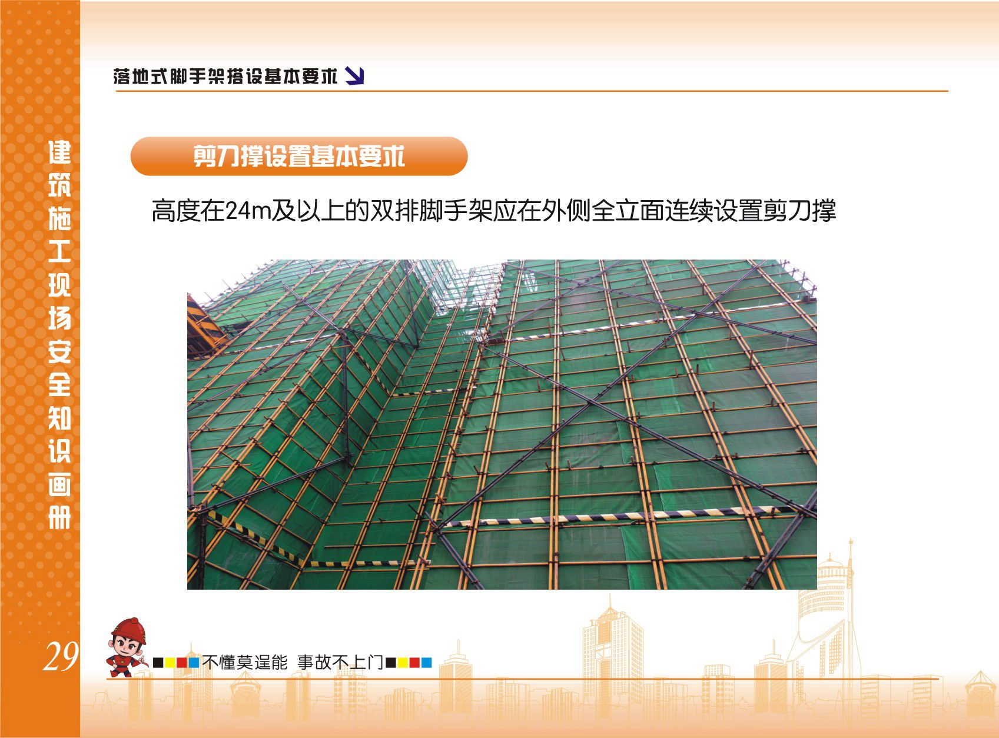 落地式脚手架搭设基本要求
剪刀撑设置基本要求
高度在24m及以上的双排脚手架应在外侧全立面连续设置剪刀撑
建筑施工现场安全知识画册
29
不懂莫逞能 事故不上门